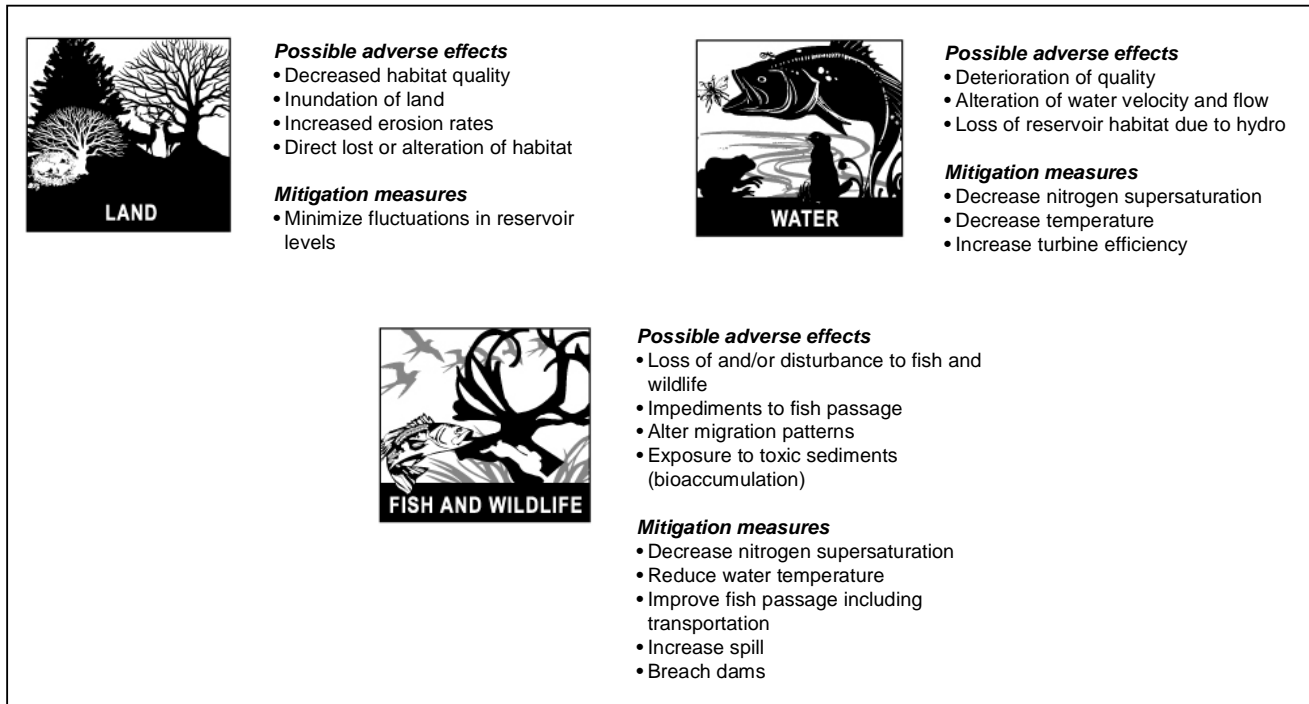 Possible adverse effects
• Decreased habitat quality
• Inundation of land
• Increased erosion rates
• Direct lost or alteration of habitat
Mitigation measures
• Minimize fluctuations in reservoir
levels
LAND
Possible adverse effects
• Deterioration of quality
• Alteration of water velocity and flow
• Loss of reservoir habitat due to hydro
Mitigation measures
• Decrease nitrogen supersaturation
• Decrease temperature
• Increase turbine efficiency
WATER
Possible adverse effects
• Loss of and/or disturbance to fish and
wildlife
• Impediments to fish passage
• Alter migration patterns
• Exposure to toxic sediments
(bioaccumulation)
FISH AND WILDLIFE
Mitigation measures
• Decrease nitrogen supersaturation
• Reduce water temperature
• Improve fish passage including
transportation
• Increase spill
• Breach dams